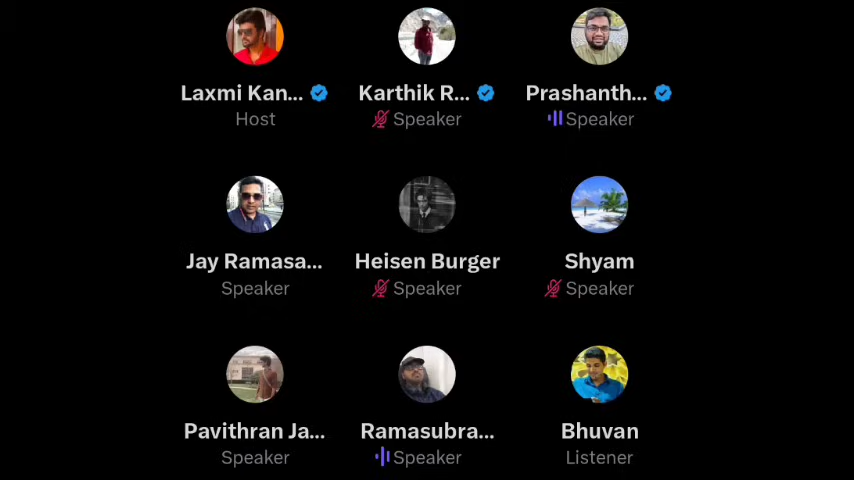 Laxmi Kan... Karthik R... Prashanth...
Host Speaker Speaker
Jay Ramasa... Heisen Burger Shyam
Speaker Speaker Speaker
Pavithran Ja... Ramasubra... Bhuvan
Speaker Speaker Listener